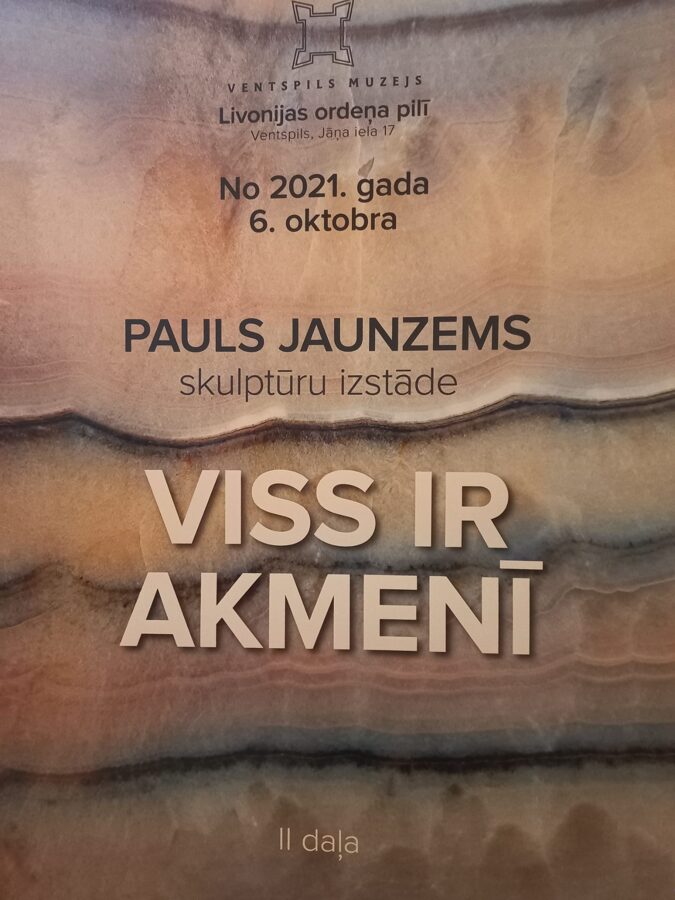 VENTSPILS MUZEJS
Livonijas ordeņa pilī
Ventspils, Jāņa iela 17
No 2021. gada
6. oktobra
PAULS JAUNZEMS
skulptūru izstāde
VISS IR
AKMENĪ
II daļa